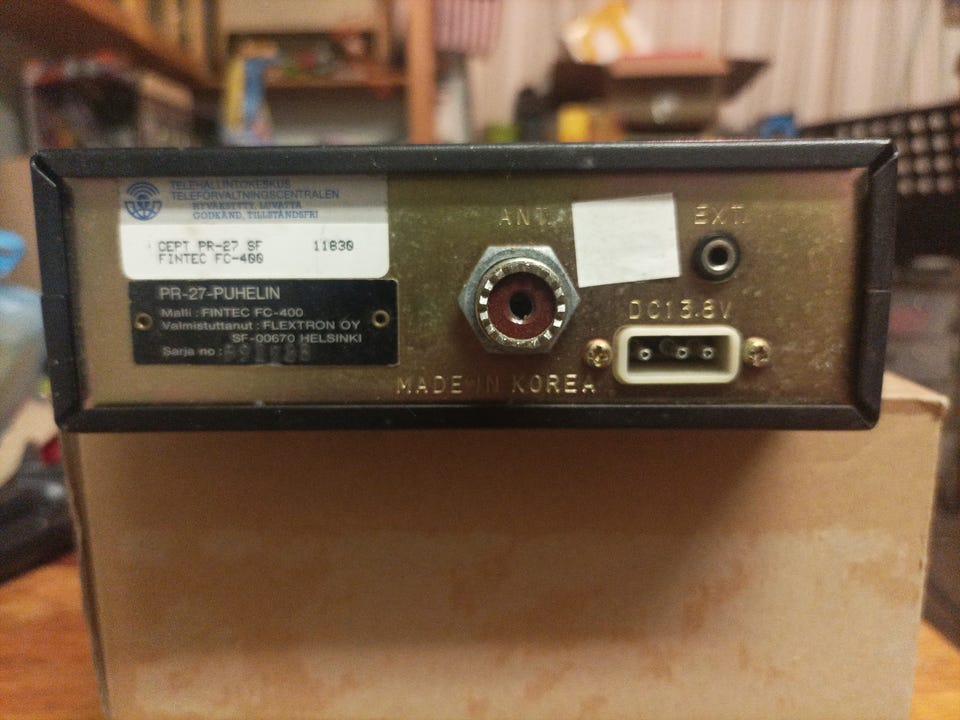 TELEHALLINTOKESKUS
TELEFÖRVALTNINGSCENTRALEN
HYVÄKSYTTY, LUVATTA
GODKÄND, TILLSTÅNDSFRI
CEPT PR-27 SF 11830
FINTEC FC-400
PR-27-PUHELIN
Malli : FINTEC FC-400
Valmistuttanut : FLEXTRON OY
SF-00670 HELSINKI
Sarja no :
ANT.
EXT.
DC13.8V
MADE IN KOREA